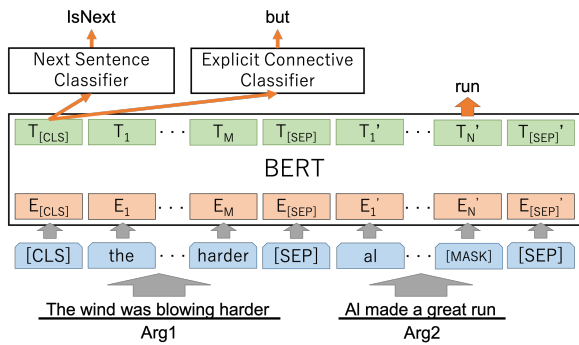 IsNext but
Next Sentence Classifier
Explicit Connective Classifier
run
T[CLS] T1 ··· TM T[SEP] T1' ··· TN' T[SEP]'
BERT
E[CLS] E1 ··· EM E[SEP] E1' ··· EN' E[SEP]'
[CLS] the ··· harder [SEP] al ··· [MASK] [SEP]
The wind was blowing harder Al made a great run
Arg1 Arg2